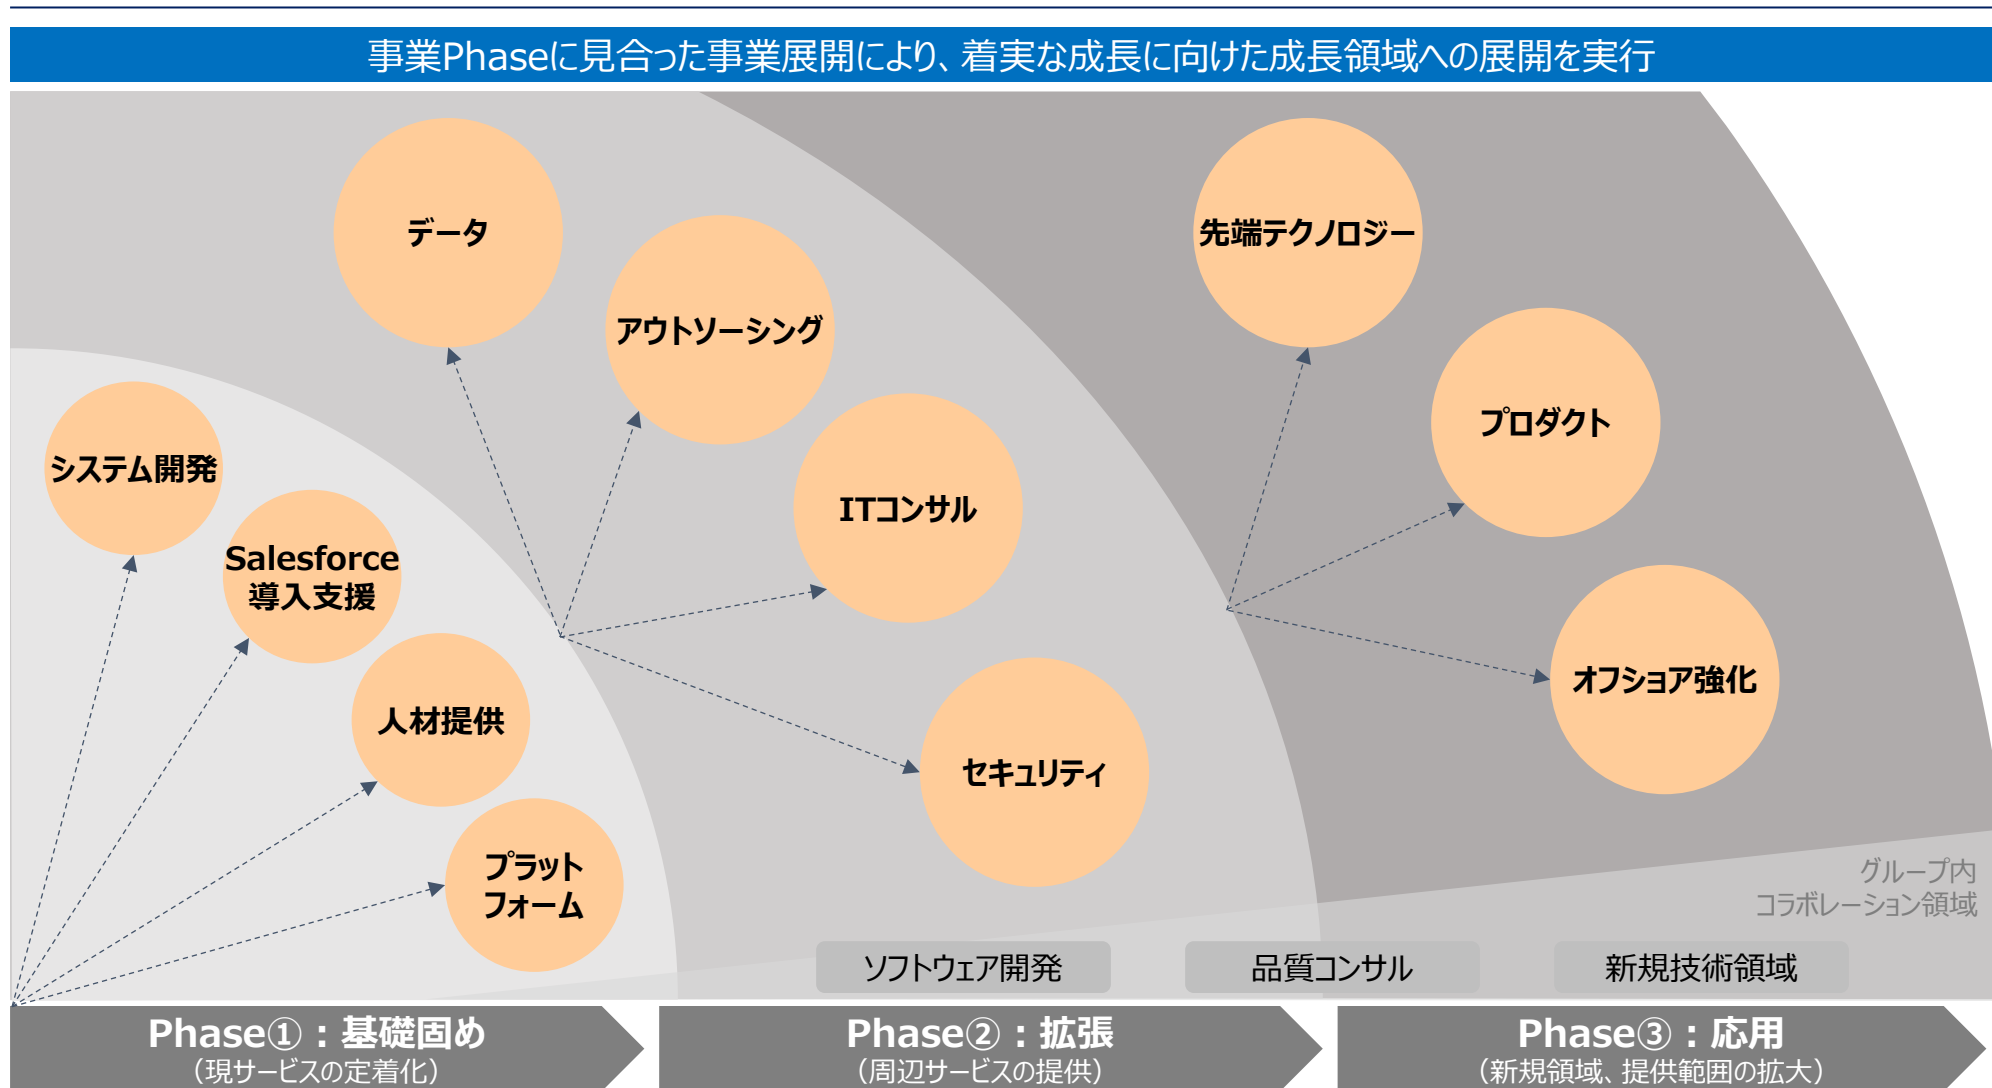 事業Phaseに見合った事業展開により、着実な成長に向けた成長領域への展開を実行
データ
先端テクノロジー
アウトソーシング
プロダクト
システム開発
ITコンサル
Salesforce
導入支援
オフショア強化
人材提供
セキュリティ
プラット
フォーム
グループ内
コラボレーション領域
ソフトウェア開発
品質コンサル
新規技術領域
Phase①：基礎固め
（現サービスの定着化）
Phase②：拡張
（周辺サービスの提供）
Phase③：応用
（新規領域、提供範囲の拡大）